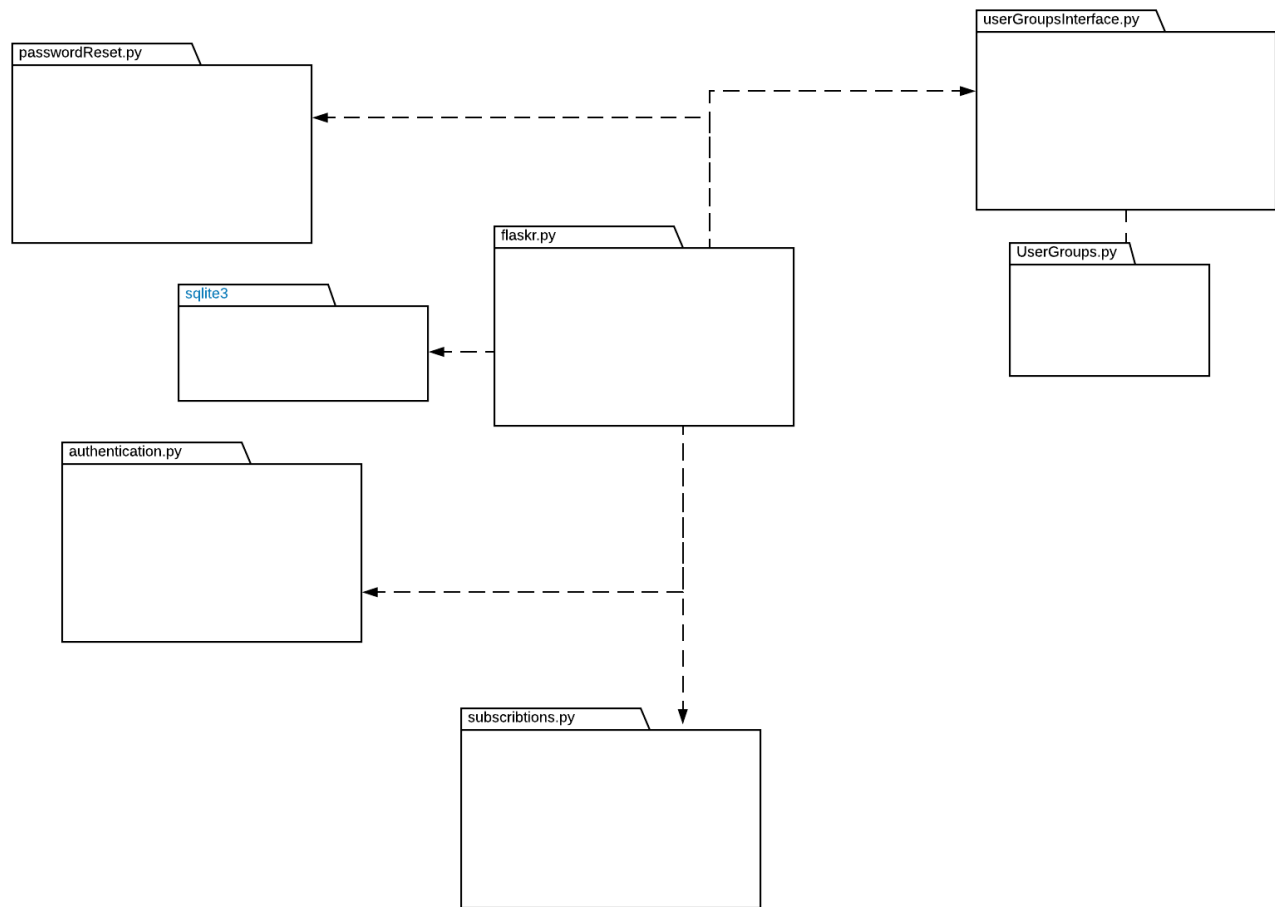 userGroupsInterface.py
passwordReset.py
flaskr.py
UserGroups.py
sqlite3
authentication.py
subscribtions.py